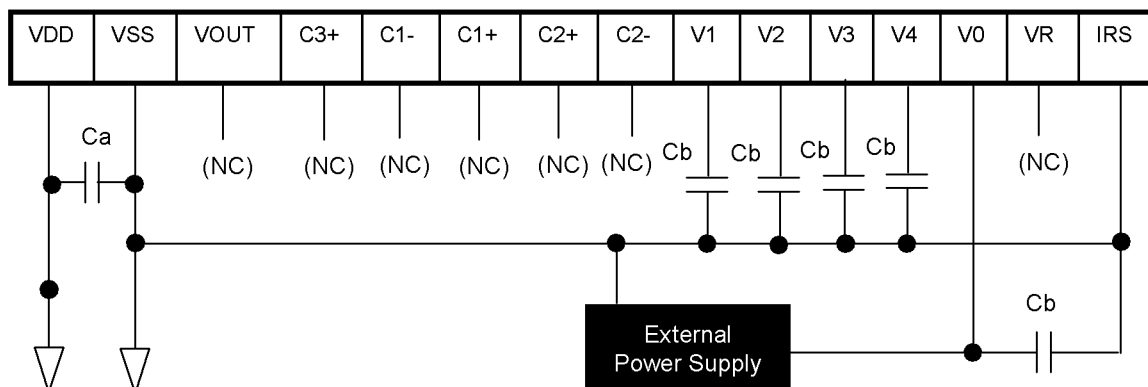 VDD VSS VOUT C3+ C1- C1+ C2+ C2- V1 V2 V3 V4 V0 VR IRS
Ca
Cb Cb Cb Cb
(NC) (NC) (NC) (NC) (NC) (NC) (NC)
External
Power Supply
Cb